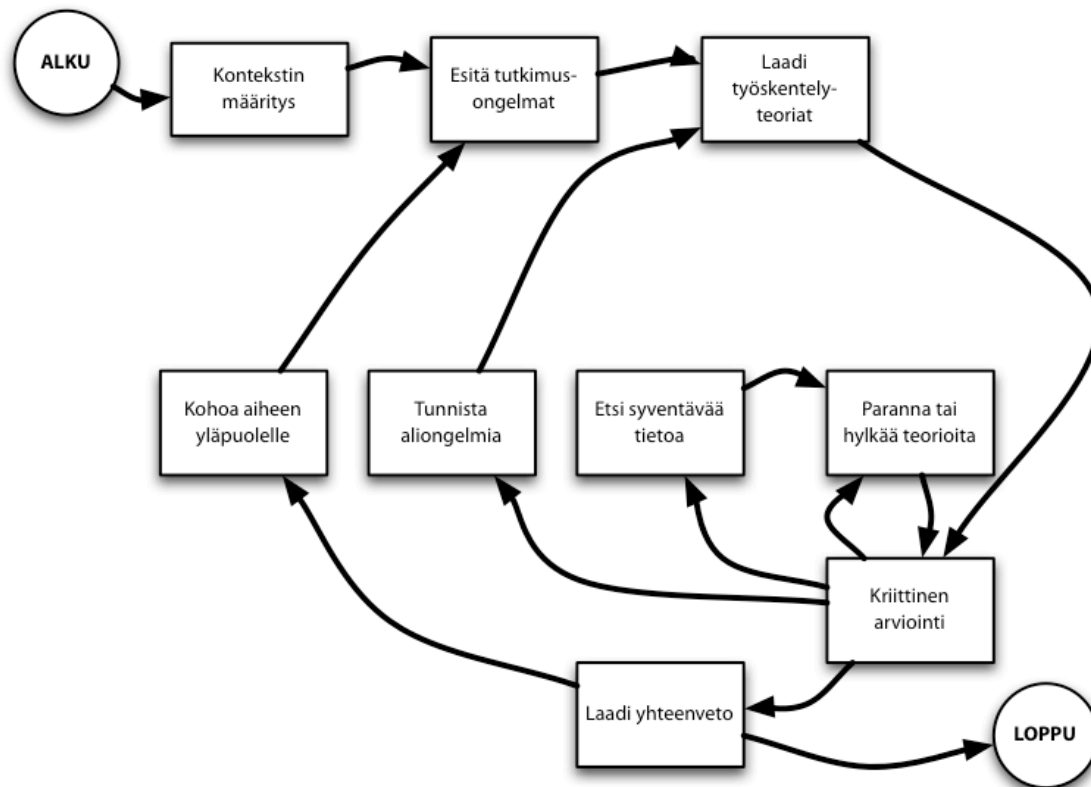 ALKU
Kontekstin
määritys
Esitä tutkimus-
ongelmat
Laadi
työskentely-
teoriat
Kohoa aiheen
yläpuolelle
Tunnista
aliongelmia
Etsi syventävää
tietoa
Paranna tai
hylkää teorioita
Kriittinen
arviointi
Laadi yhteenveto
LOPPU